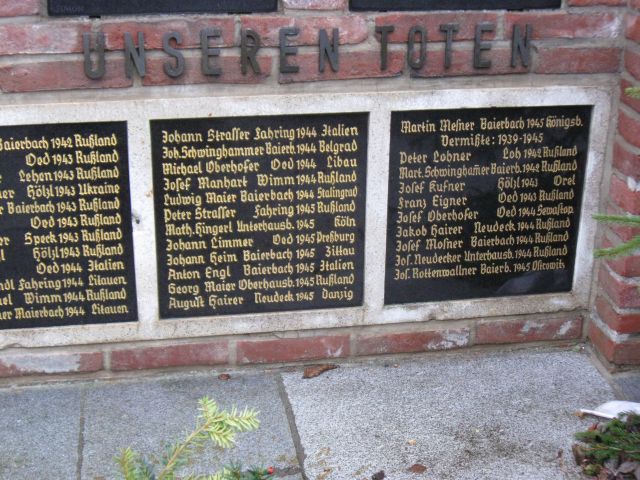 UNSEREN TOTEN
Baierbach 1942 Rußland
Ood 1943 Rußland
Lehen 1943 Rußland
Hölzl 1943 Ukraine
Baierbach 1943 Rußland
Ood 1943 Rußland
Speck 1943 Rußland
Hölzl 1943 Rußland
Ood 1944 Italien
Fahring 1944 Litauen
Wimm 1944 Rußland
Maierbach 1944 Litauen
Johann Strasser Fahring 1944 Italien
Joh. Schwinghammer Baierb. 1944 Belgrad
Michael Oberhofer Ood 1944 Libau
Josef Manhart Wimm 1944 Rußland
Ludwig Maier Baierbach 1944 Stalingrad
Peter Strasser Fahring 1945 Rußland
Math. Hingerl Unterhausb. 1945 Köln
Johann Limmer Ood 1945 Preßburg
Johann Heim Baierbach 1945 Zittau
Anton Engl Baierbach 1945 Italien
Georg Maier Oberhausb. 1945 Rußland
August Hairer Neudeck 1945 Danzig
Martin Mesner Baierbach 1945 Königsb.
Vermißte: 1939-1945
Peter Lohner Loh 1942 Rußland
Mart. Schwinghammer Baierb. 1942 Rußland
Josef Kufner Hölzl 1943 Orel
Franz Eigner Ood 1943 Rußland
Josef Oberhofer Ood 1944 Sewastop.
Jakob Hairer Neudeck 1944 Rußland
Josef Mosner Baierbach 1944 Rußland
Jos. Neudecker Unterhausb. 1944 Rußland
Jos. Rottenwallner Baierb. 1945 Ostrowitz